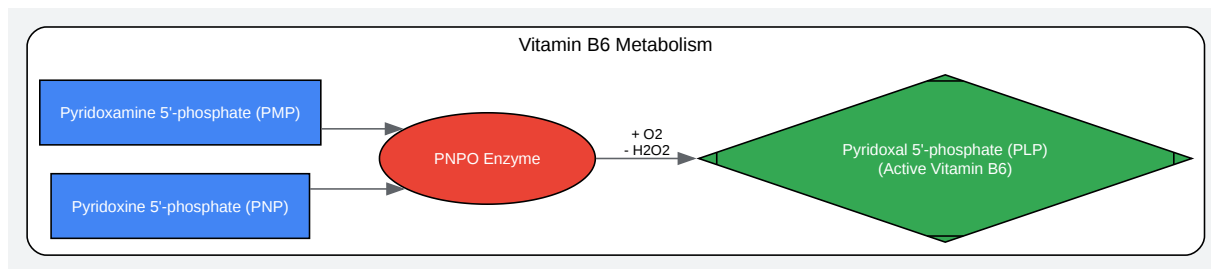 Vitamin B6 Metabolism
Pyridoxamine 5'-phosphate (PMP)
Pyridoxine 5'-phosphate (PNP)
PNPO Enzyme
+ O2
- H2O2
Pyridoxal 5'-phosphate (PLP)
(Active Vitamin B6)